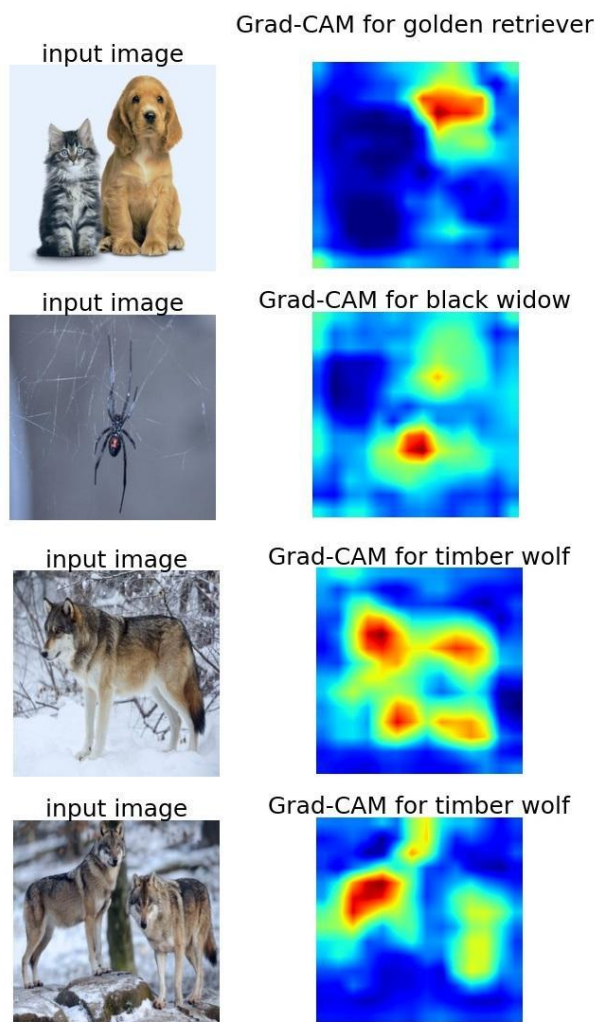 Grad-CAM for golden retriever
input image
input image
Grad-CAM for black widow
input image
Grad-CAM for timber wolf
input image
Grad-CAM for timber wolf